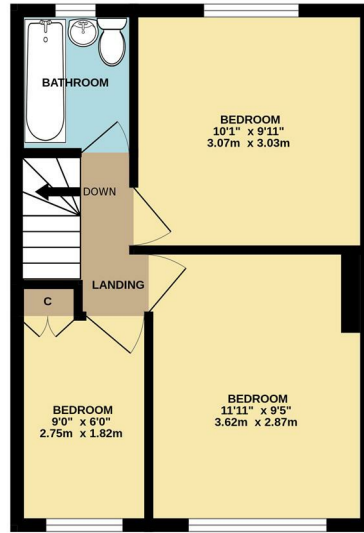 BATHROOM
BEDROOM
10'1" x 9'11"
3.07m x 3.03m
DOWN
LANDING
C
BEDROOM
9'0" x 6'0"
2.75m x 1.82m
BEDROOM
11'11" x 9'5"
3.62m x 2.87m